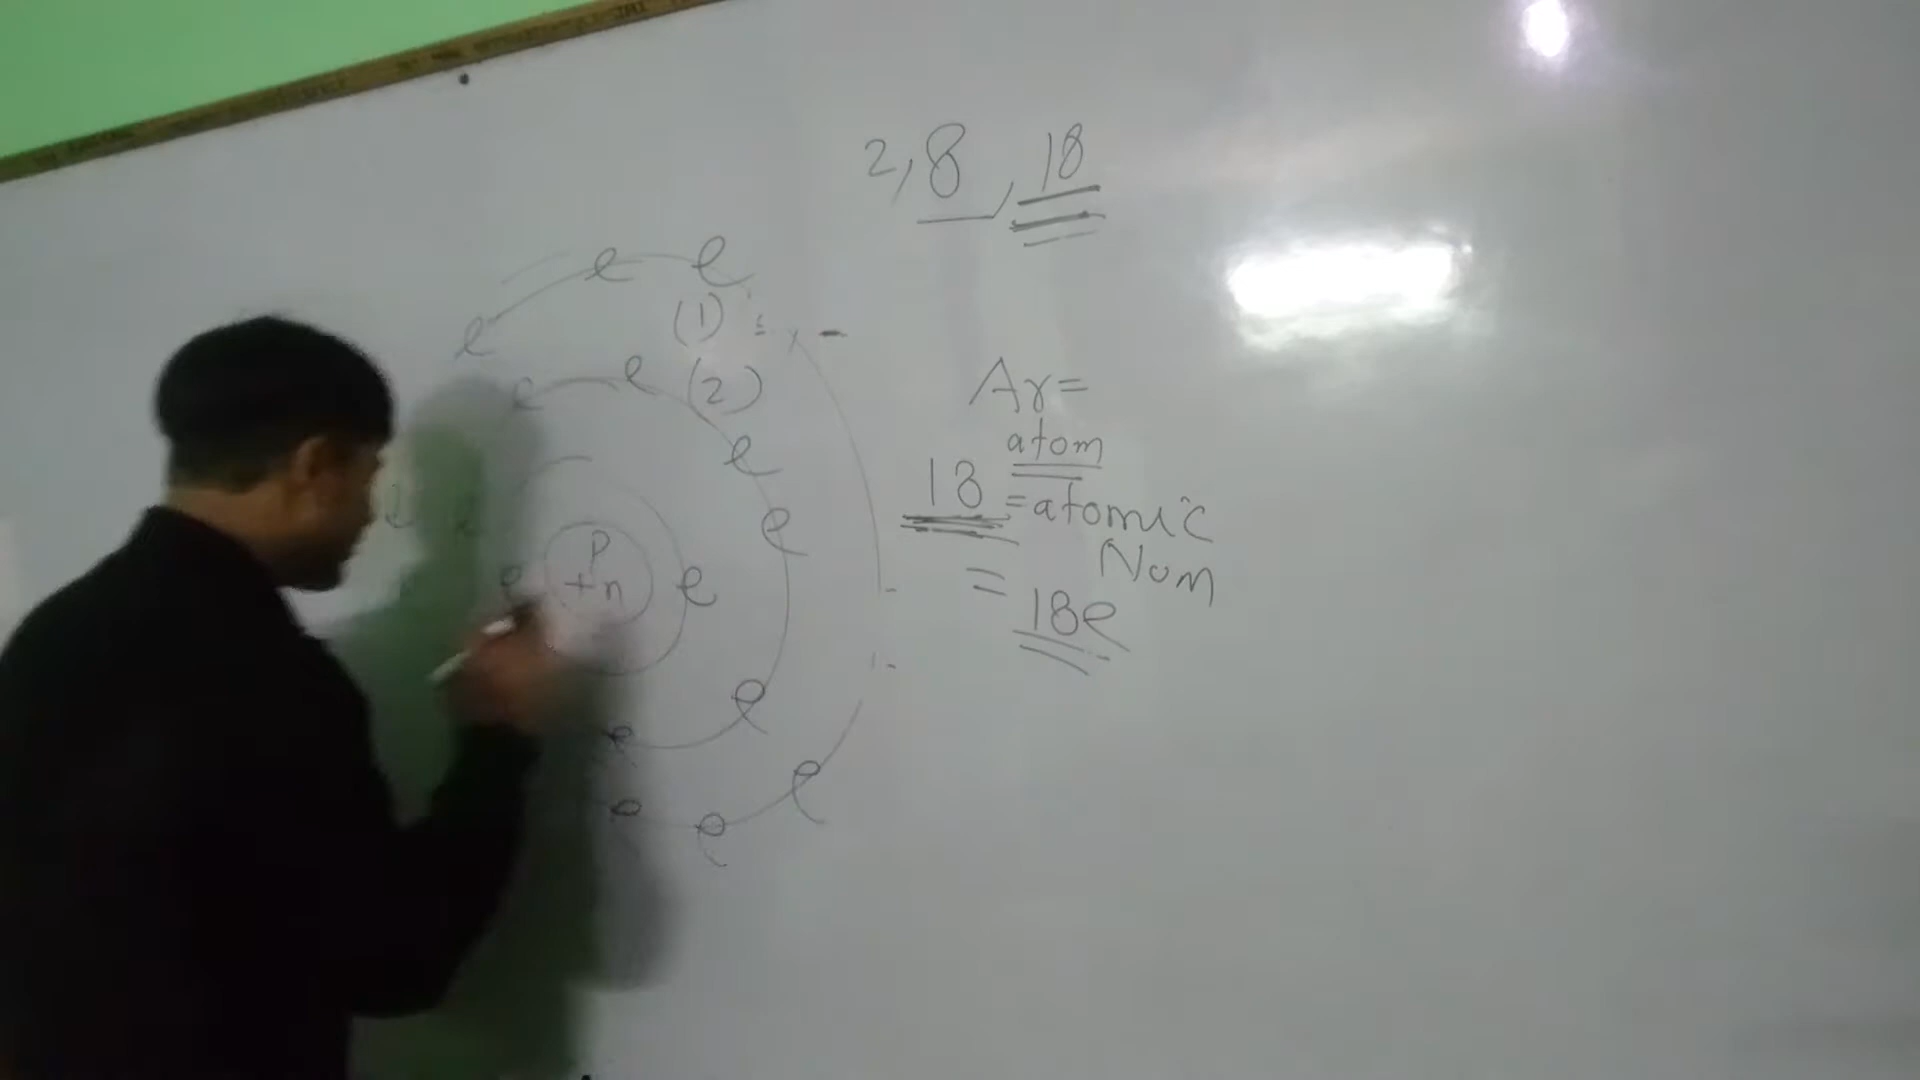 2, 8, 18
e e e
(1)
e e (2)
e
e
e e
P
+n
e e
e
e
e
e e
Ar=
atom
18 = atomic
Num
= 18e